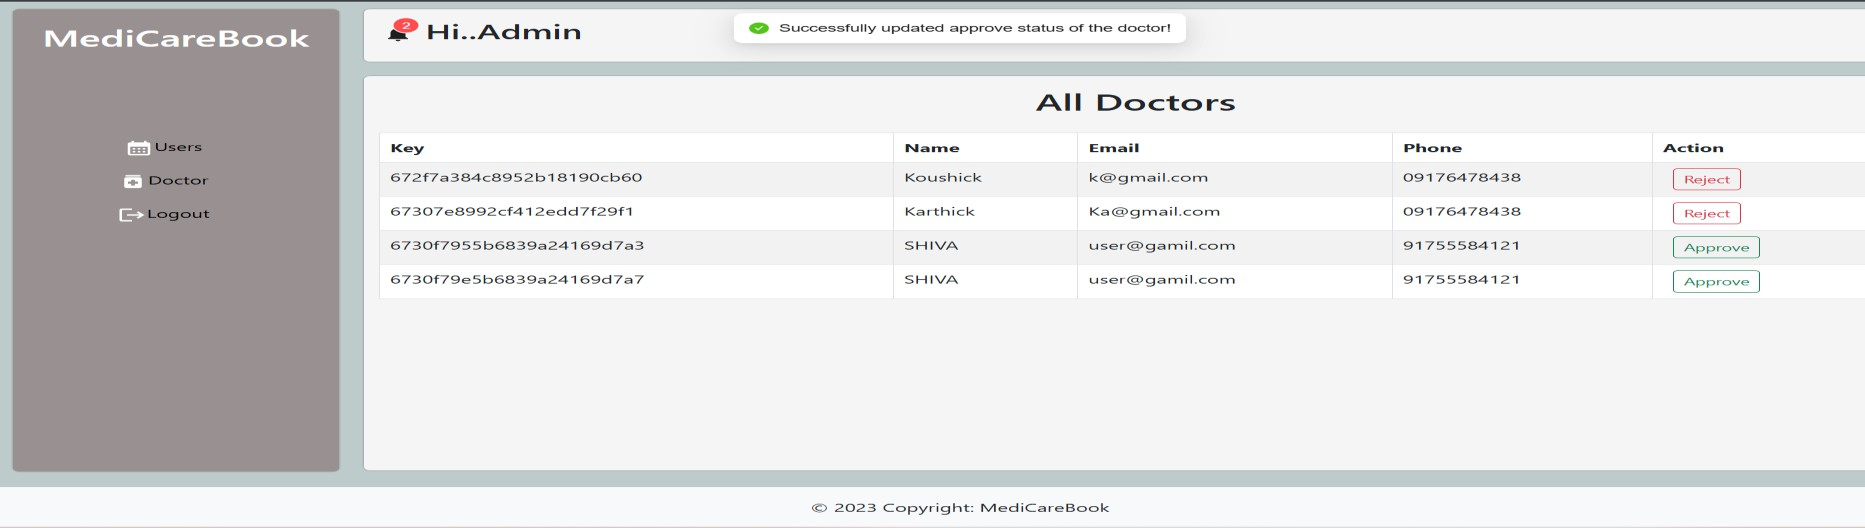 MediCareBook
Users
Doctor
Logout
2
Hi..Admin
Successfully updated approve status of the doctor!
All Doctors
Key Name Email Phone Action
672f7a384c8952b18190cb60 Koushick k@gmail.com 09176478438 Reject
67307e8992cf412edd7f29f1 Karthick Ka@gmail.com 09176478438 Reject
6730f7955b6839a24169d7a3 SHIVA user@gamil.com 91755584121 Approve
6730f79e5b6839a24169d7a7 SHIVA user@gamil.com 91755584121 Approve
© 2023 Copyright: MediCareBook